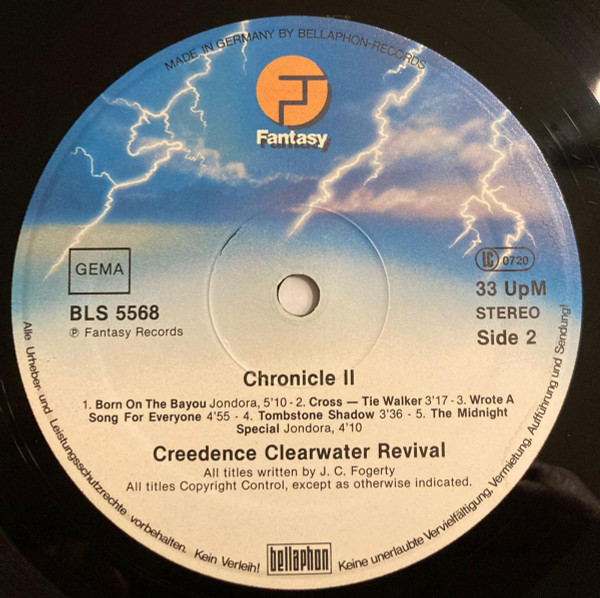 MADE IN GERMANY BY BELLAPHON-RECORDS
F
Fantasy
GEMA
BLS 5568
℗ Fantasy Records
LC 0720
33 UpM
STEREO
Side 2
Chronicle II
1. Born On The Bayou Jondora, 5'10 - 2. Cross — Tie Walker 3'17 - 3. Wrote A
Song For Everyone 4'55 - 4. Tombstone Shadow 3'36 - 5. The Midnight
Special Jondora, 4'10
Creedence Clearwater Revival
All titles written by J. C. Fogerty
All titles Copyright Control, except as otherwise indicated.
Alle Urheber- und Leistungsschutzrechte vorbehalten. Kein Verleih!
bellaphon
Keine unerlaubte Vervielfältigung, Vermietung, Aufführung und Sendung!